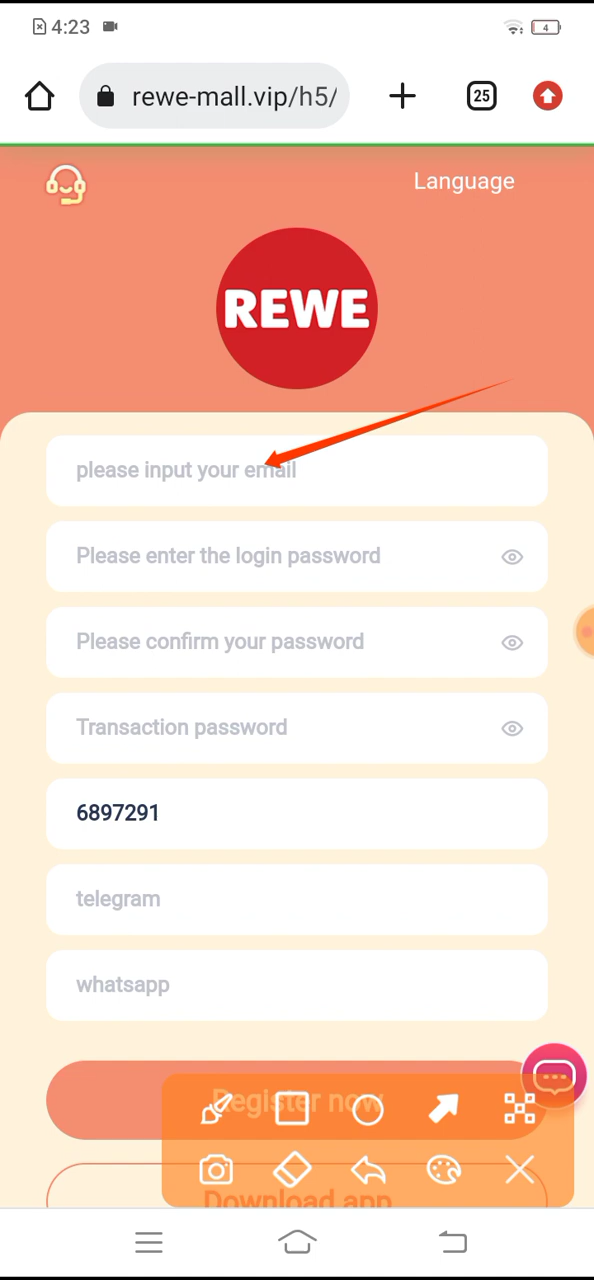 4:23
4
rewe-mall.vip/h5/
25
Language
REWE
please input your email
Please enter the login password
Please confirm your password
Transaction password
6897291
telegram
whatsapp
Register now
Download app